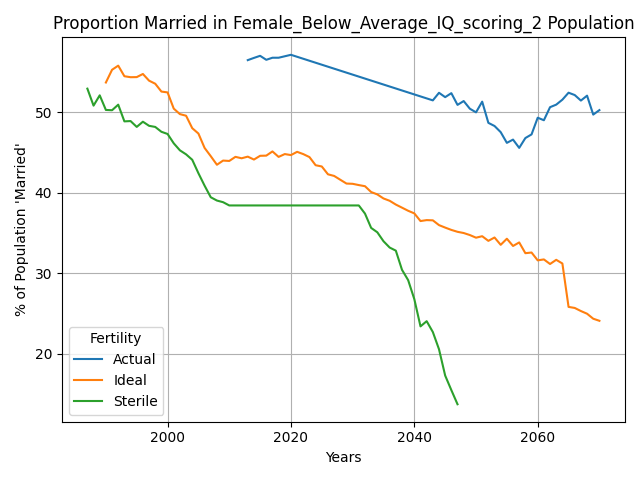 Proportion Married in Female_Below_Average_IQ_scoring_2 Population
% of Population 'Married'
50
40
30
20
Fertility
Actual
Ideal
Sterile
2000
2020
2040
2060
Years